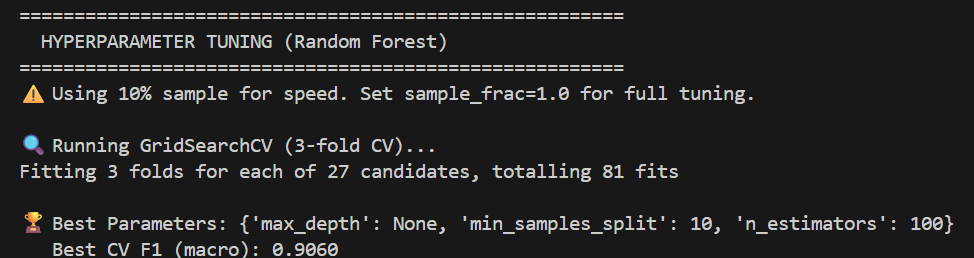 ========================================================
HYPERPARAMETER TUNING (Random Forest)
========================================================
⚠️ Using 10% sample for speed. Set sample_frac=1.0 for full tuning.
🔍 Running GridSearchCV (3-fold CV)...
Fitting 3 folds for each of 27 candidates, totalling 81 fits
🏆 Best Parameters: {'max_depth': None, 'min_samples_split': 10, 'n_estimators': 100}
Best CV F1 (macro): 0.9060